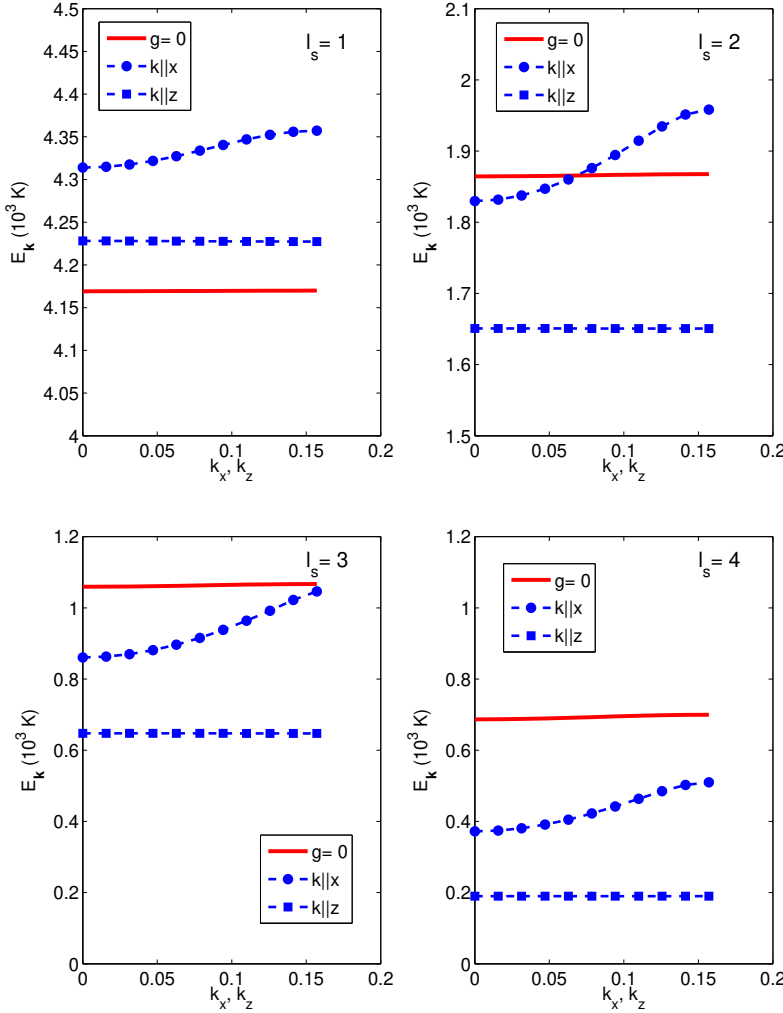 4.5
4.45
4.4
4.35
4.3
4.25
4.2
4.15
4.1
4.05
4
0
0.05
0.1
0.15
0.2
E_k (10^3 K)
k_x, k_z
l_s = 1
g= 0
k||x
k||z
2.1
2
1.9
1.8
1.7
1.6
1.5
0
0.05
0.1
0.15
0.2
E_k (10^3 K)
k_x, k_z
l_s = 2
g= 0
k||x
k||z
1.2
1
0.8
0.6
0.4
0.2
0
0
0.05
0.1
0.15
0.2
E_k (10^3 K)
k_x, k_z
l_s = 3
g= 0
k||x
k||z
1.2
1
0.8
0.6
0.4
0.2
0
0
0.05
0.1
0.15
0.2
E_k (10^3 K)
k_x, k_z
l_s = 4
g= 0
k||x
k||z